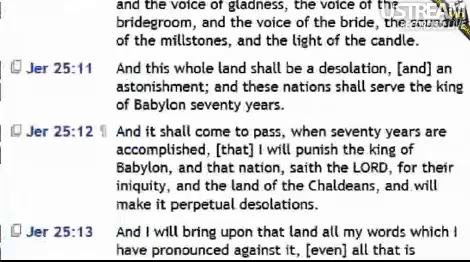 and the voice of gladness, the voice of the
USTREAM
bridegroom, and the voice of the bride, the sound
of the millstones, and the light of the candle.
Jer 25:11 And this whole land shall be a desolation, [and] an
astonishment; and these nations shall serve the king
of Babylon seventy years.
Jer 25:12 ¶ And it shall come to pass, when seventy years are
accomplished, [that] I will punish the king of
Babylon, and that nation, saith the LORD, for their
iniquity, and the land of the Chaldeans, and will
make it perpetual desolations.
Jer 25:13 And I will bring upon that land all my words which I
have pronounced against it, [even] all that is